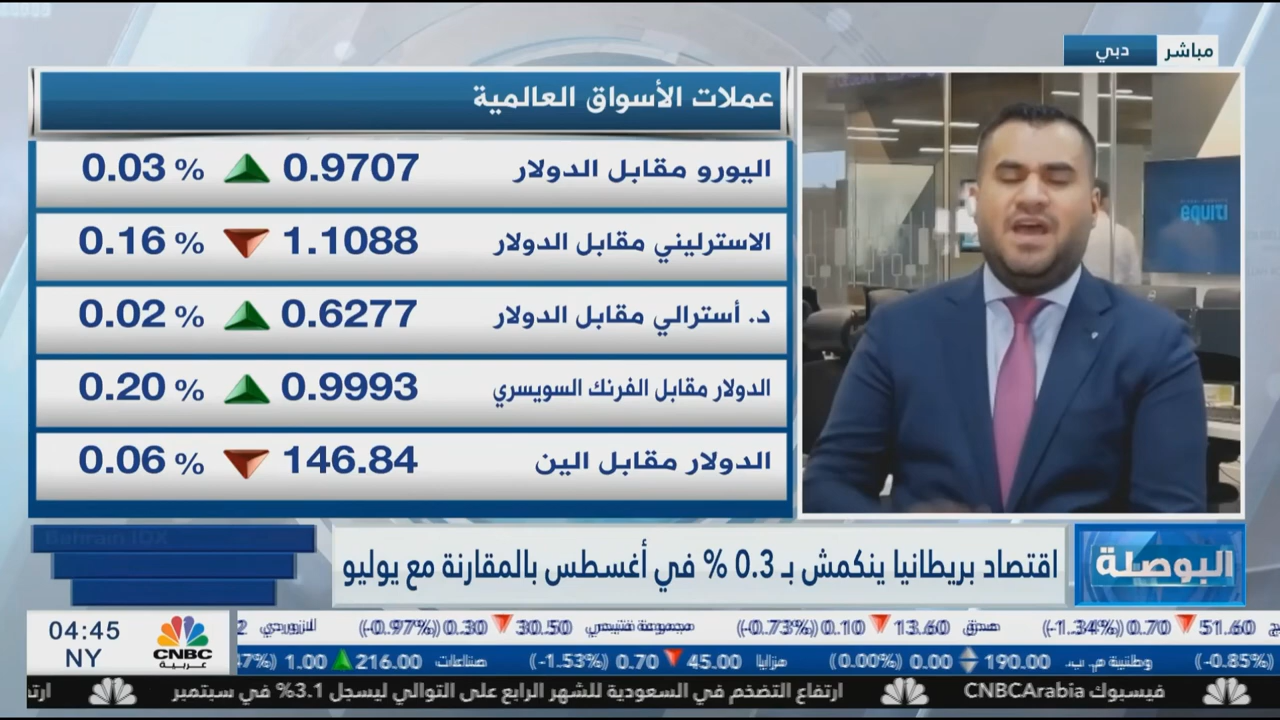 مباشر دبي
عملات الأسواق العالمية
اليورو مقابل الدولار 0.9707 ▲ 0.03 %
الاسترليني مقابل الدولار 1.1088 ▼ 0.16 %
د. أسترالي مقابل الدولار 0.6277 ▲ 0.02 %
الدولار مقابل الفرنك السويسري 0.9993 ▲ 0.20 %
الدولار مقابل الين 146.84 ▼ 0.06 %
equiti
البوصلة
اقتصاد بريطانيا ينكمش بـ 0.3 % في أغسطس بالمقارنة مع يوليو
04:45
NY
CNBC
عربية
51.60 ▼ 0.70 (-1.34%) صدق 13.60 ▼ 0.10 (-0.73%) مجموعة فتيحي 30.50 ▼ 0.30 (-0.97%) اللازوردي 2
(-0.85%) وطنية م. ب. 190.00 0.00 (0.00%) مزايا 45.00 ▼ 0.70 (-1.53%) صناعات 216.00 ▲ 1.00 47%)
فيسبوك CNBCArabia ارتفاع التضخم في السعودية للشهر الرابع على التوالي ليسجل 3.1% في سبتمبر